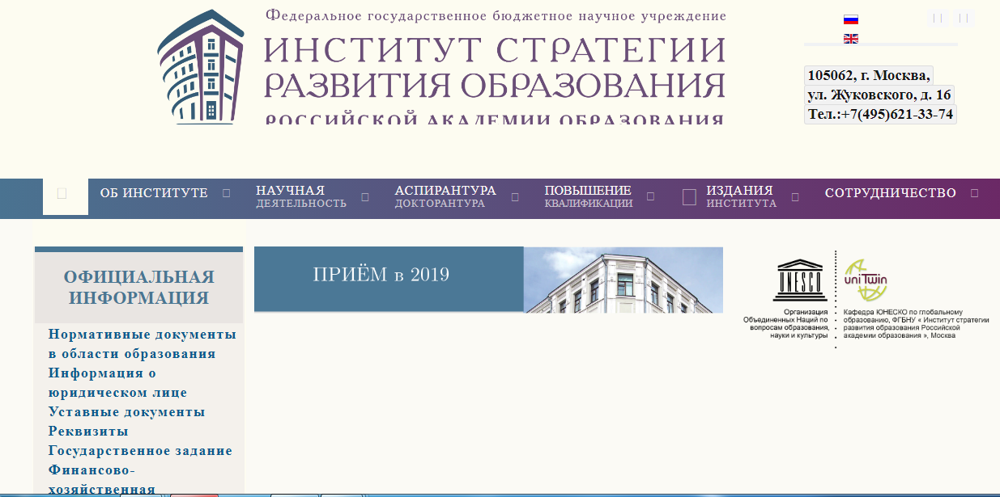 Федеральное государственное бюджетное научное учреждение
ИНСТИТУТ СТРАТЕГИИ
РАЗВИТИЯ ОБРАЗОВАНИЯ
РОССИЙСКОЙ АКАДЕМИИ ОБРАЗОВАНИЯ
105062, г. Москва,
ул. Жуковского, д. 16
Тел.:+7(495)621-33-74
ОБ ИНСТИТУТЕ
НАУЧНАЯ
ДЕЯТЕЛЬНОСТЬ
АСПИРАНТУРА
ДОКТОРАНТУРА
ПОВЫШЕНИЕ
КВАЛИФИКАЦИИ
ИЗДАНИЯ
ИНСТИТУТА
СОТРУДНИЧЕСТВО
ОФИЦИАЛЬНАЯ
ИНФОРМАЦИЯ
Нормативные документы
в области образования
Информация о
юридическом лице
Уставные документы
Реквизиты
Государственное задание
Финансово-
хозяйственная
ПРИЁМ в 2019
UNESCO
Организация
Объединенных Наций по
вопросам образования,
науки и культуры
uniTwin
Кафедра ЮНЕСКО по глобальному
образованию, ФГБНУ « Институт стратегии
развития образования Российской
академии образования », Москва